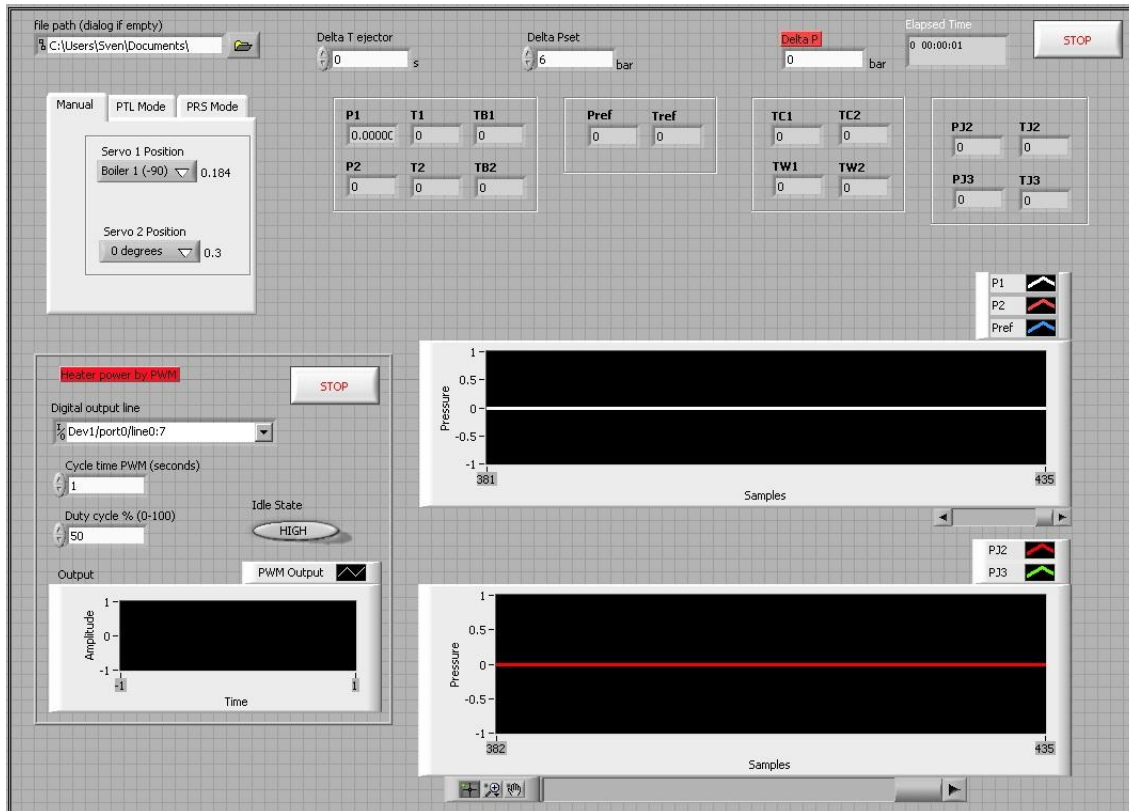 file path (dialog if empty)
C:\Users\Sven\Documents\
Delta T ejector
0 s
Delta Pset
6 bar
Delta P
0 bar
Elapsed Time
0 00:00:01
STOP
Manual PTL Mode PRS Mode
Servo 1 Position
Boiler 1 (-90) 0.184
Servo 2 Position
0 degrees 0.3
P1 T1 TB1
0.0000C 0 0
P2 T2 TB2
0 0 0
Pref Tref
0 0
TC1 TC2
0 0
TW1 TW2
0 0
PJ2 TJ2
0 0
PJ3 TJ3
0 0
P1
P2
Pref
1
0.5
0
-0.5
-1
Pressure
381 435
Samples
Heater power by PWM
STOP
Digital output line
I/O Dev1/port0/line0:7
Cycle time PWM (seconds)
1
Duty cycle % (0-100)
50
Idle State
HIGH
Output
PWM Output
1
0
-1
Amplitude
-1 1
Time
PJ2
PJ3
1
0.5
0
-0.5
-1
Pressure
382 435
Samples